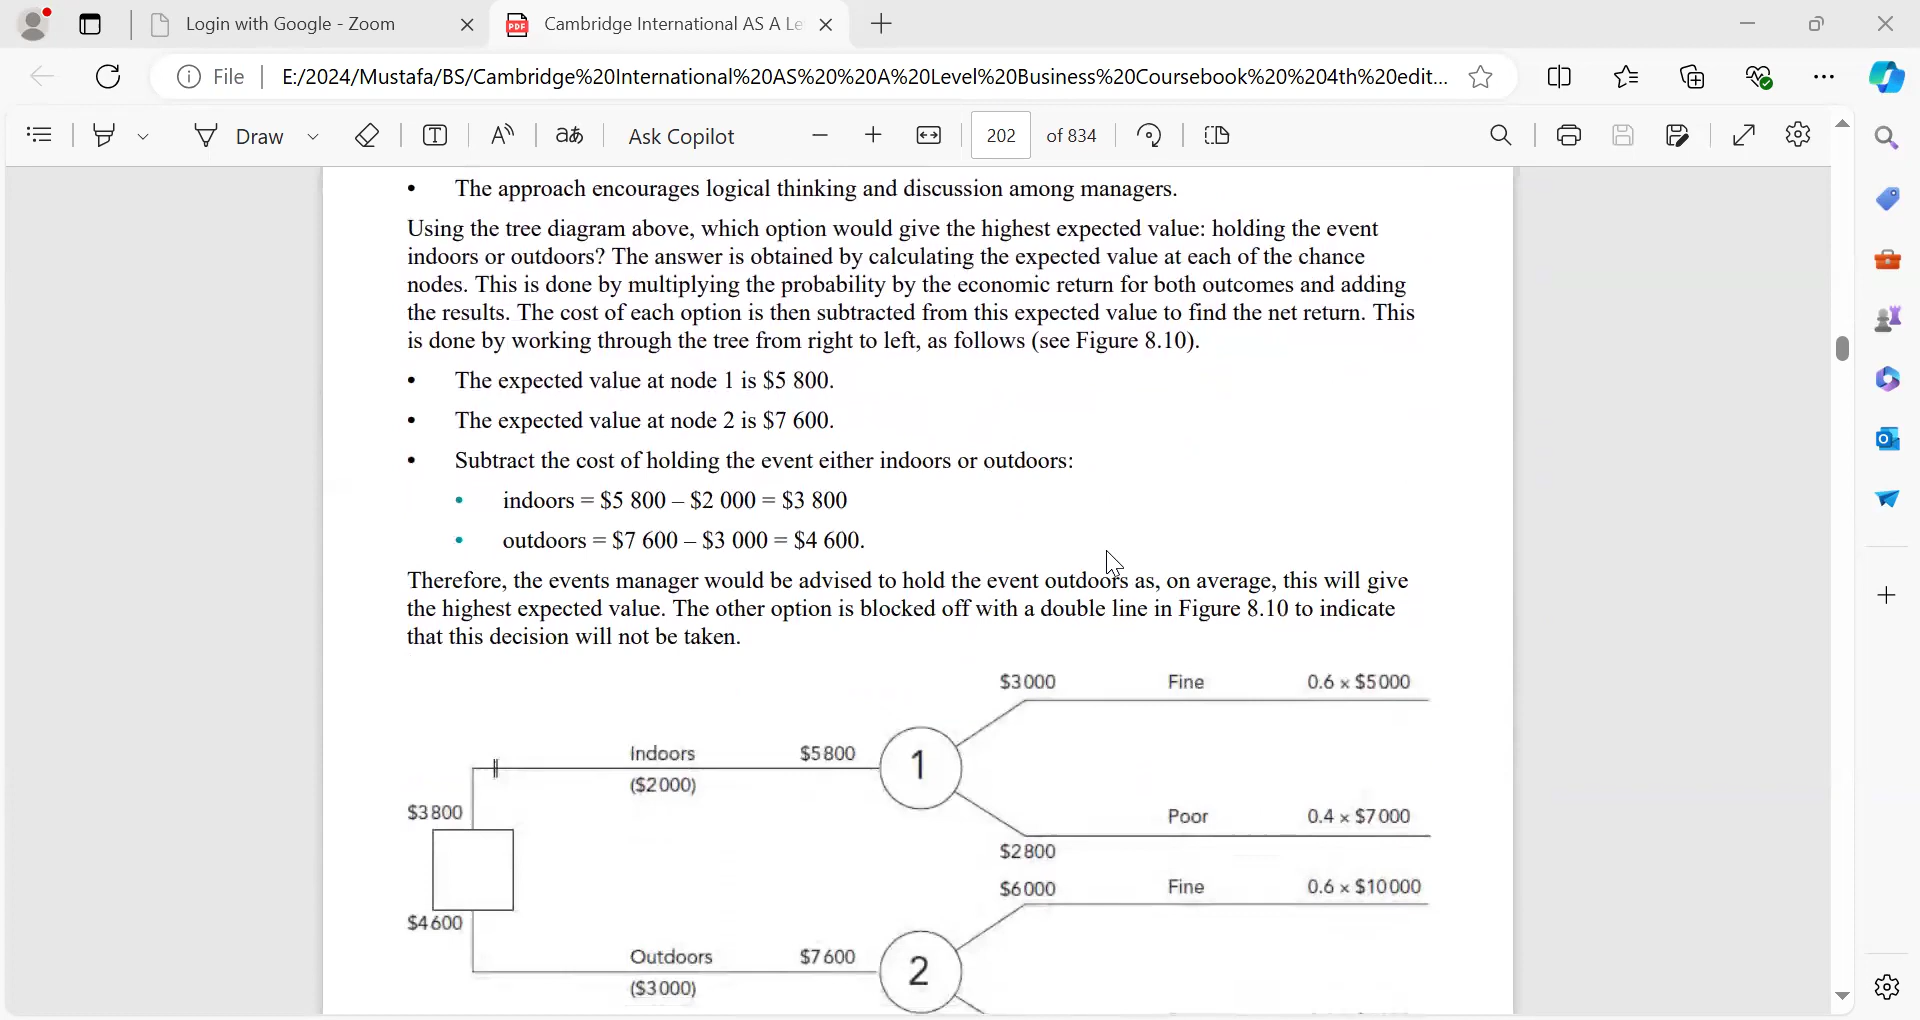 Login with Google - Zoom
Cambridge International AS A Le
File
E:/2024/Mustafa/BS/Cambridge%20International%20AS%20%20A%20Level%20Business%20Coursebook%20%204th%20edit...
Draw
aあ
Ask Copilot
202 of 834
• The approach encourages logical thinking and discussion among managers.
Using the tree diagram above, which option would give the highest expected value: holding the event
indoors or outdoors? The answer is obtained by calculating the expected value at each of the chance
nodes. This is done by multiplying the probability by the economic return for both outcomes and adding
the results. The cost of each option is then subtracted from this expected value to find the net return. This
is done by working through the tree from right to left, as follows (see Figure 8.10).
• The expected value at node 1 is $5 800.
• The expected value at node 2 is $7 600.
• Subtract the cost of holding the event either indoors or outdoors:
• indoors = $5 800 – $2 000 = $3 800
• outdoors = $7 600 – $3 000 = $4 600.
Therefore, the events manager would be advised to hold the event outdoors as, on average, this will give
the highest expected value. The other option is blocked off with a double line in Figure 8.10 to indicate
that this decision will not be taken.
$3000 Fine 0.6 × $5000
Indoors $5800 1
($2000)
$3800
Poor 0.4 × $7000
$2800
$6000 Fine 0.6 × $10000
$4600
Outdoors $7600 2
($3000)